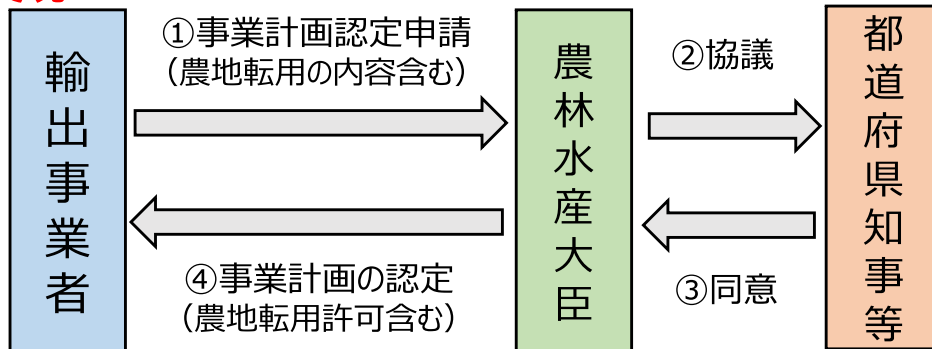 ①事業計画認定申請
（農地転用の内容含む）
②協議
輸出事業者
農林水産大臣
都道府県知事等
④事業計画の認定
（農地転用許可含む）
③同意